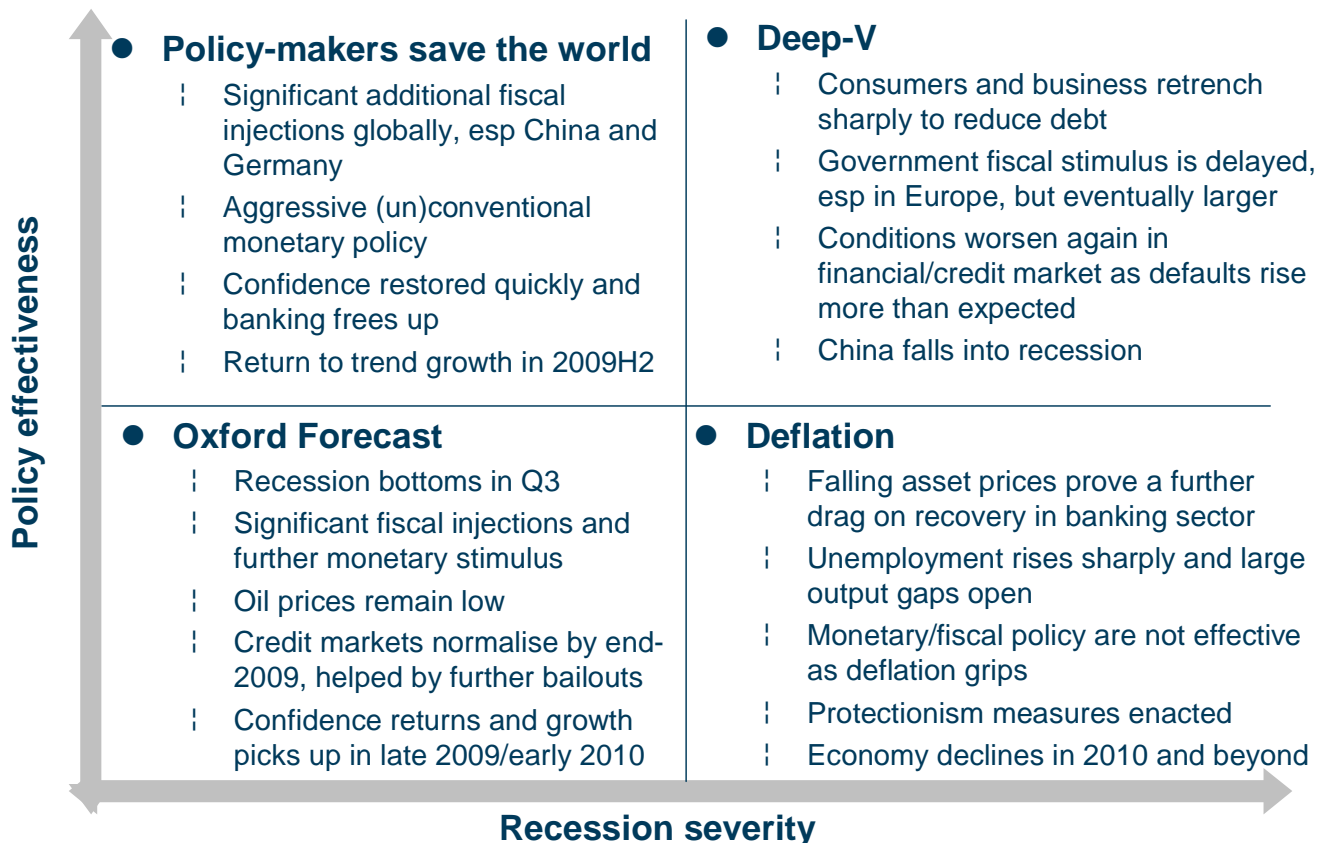 Policy effectiveness
● Policy-makers save the world
¦ Significant additional fiscal
injections globally, esp China and
Germany
¦ Aggressive (un)conventional
monetary policy
¦ Confidence restored quickly and
banking frees up
¦ Return to trend growth in 2009H2
● Deep-V
¦ Consumers and business retrench
sharply to reduce debt
¦ Government fiscal stimulus is delayed,
esp in Europe, but eventually larger
¦ Conditions worsen again in
financial/credit market as defaults rise
more than expected
¦ China falls into recession
● Oxford Forecast
¦ Recession bottoms in Q3
¦ Significant fiscal injections and
further monetary stimulus
¦ Oil prices remain low
¦ Credit markets normalise by end-
2009, helped by further bailouts
¦ Confidence returns and growth
picks up in late 2009/early 2010
● Deflation
¦ Falling asset prices prove a further
drag on recovery in banking sector
¦ Unemployment rises sharply and large
output gaps open
¦ Monetary/fiscal policy are not effective
as deflation grips
¦ Protectionism measures enacted
¦ Economy declines in 2010 and beyond
Recession severity